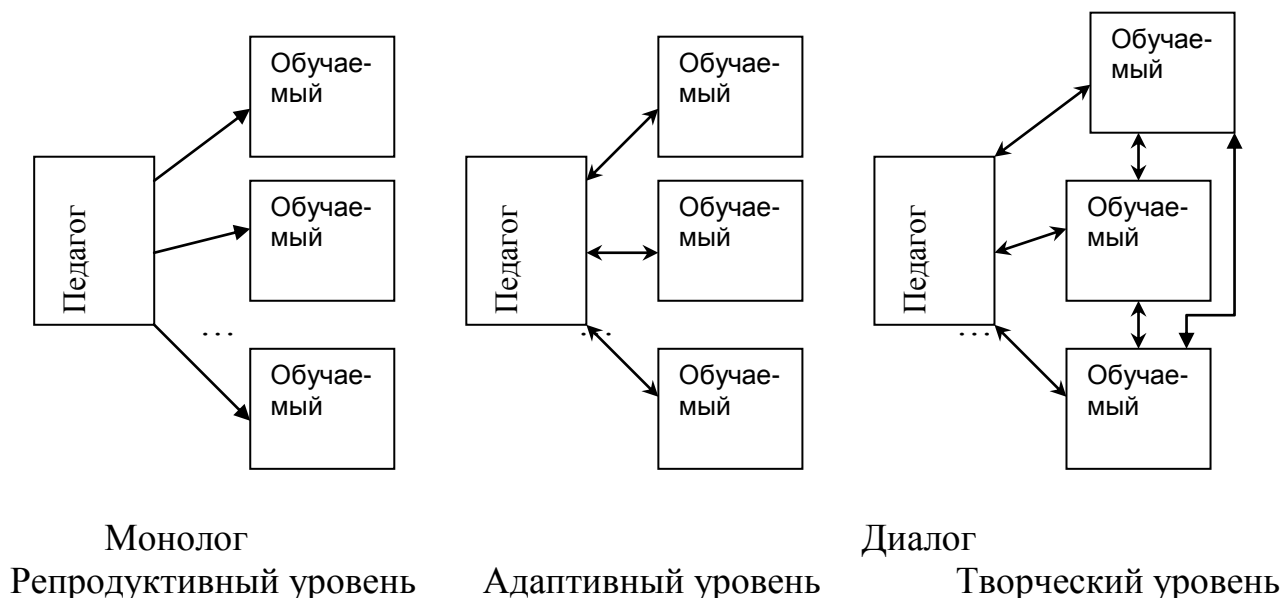 Обучае-
мый
Обучае-
мый
Обучае-
мый
Педагог
...
Обучае-
мый
Обучае-
мый
Обучае-
мый
Педагог
...
Обучае-
мый
Обучае-
мый
Обучае-
мый
Педагог
...
Монолог Диалог
Репродуктивный уровень Адаптивный уровень Творческий уровень